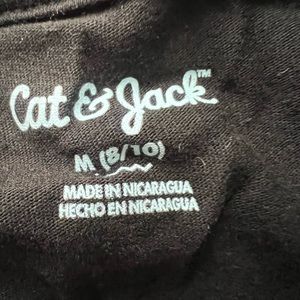 Cat & Jack™
M (8/10)
MADE IN NICARAGUA
HECHO EN NICARAGUA